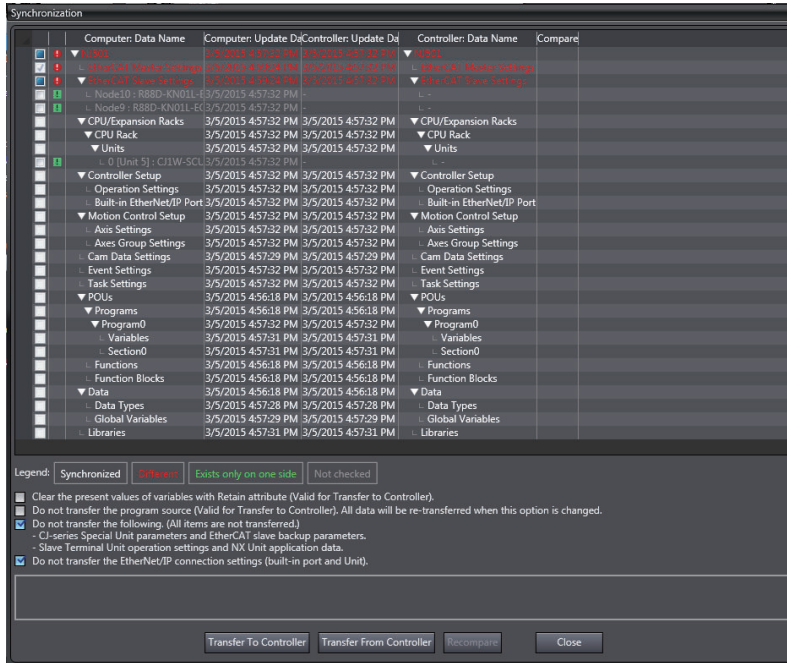 Synchronization
Computer: Data Name Computer: Update Da Controller: Update Da Controller: Data Name Compare
NJ501 3/5/2015 4:57:32 PM 3/5/2015 4:57:32 PM NJ501
EtherCAT Master Settings EtherCAT Master Settings
EtherCAT Slave Settings EtherCAT Slave Settings
Node10 : R88D-KN01L-E 3/5/2015 4:57:32 PM - -
Node9 : R88D-KN01L-EC 3/5/2015 4:57:32 PM - -
CPU/Expansion Racks 3/5/2015 4:57:32 PM 3/5/2015 4:57:32 PM CPU/Expansion Racks
CPU Rack 3/5/2015 4:57:32 PM 3/5/2015 4:57:32 PM CPU Rack
Units 3/5/2015 4:57:32 PM 3/5/2015 4:57:32 PM Units
0 [Unit 5] : CJ1W-SCU 3/5/2015 4:57:32 PM - -
Controller Setup 3/5/2015 4:57:32 PM 3/5/2015 4:57:32 PM Controller Setup
Operation Settings 3/5/2015 4:57:32 PM 3/5/2015 4:57:32 PM Operation Settings
Built-in EtherNet/IP Port 3/5/2015 4:57:32 PM 3/5/2015 4:57:32 PM Built-in EtherNet/IP Port
Motion Control Setup 3/5/2015 4:57:32 PM 3/5/2015 4:57:32 PM Motion Control Setup
Axis Settings 3/5/2015 4:57:32 PM 3/5/2015 4:57:32 PM Axis Settings
Axes Group Settings 3/5/2015 4:57:32 PM 3/5/2015 4:57:32 PM Axes Group Settings
Cam Data Settings 3/5/2015 4:57:29 PM 3/5/2015 4:57:29 PM Cam Data Settings
Event Settings 3/5/2015 4:57:32 PM 3/5/2015 4:57:32 PM Event Settings
Task Settings 3/5/2015 4:57:32 PM 3/5/2015 4:57:32 PM Task Settings
POUs 3/5/2015 4:56:18 PM 3/5/2015 4:56:18 PM POUs
Programs 3/5/2015 4:56:18 PM 3/5/2015 4:56:18 PM Programs
Program0 3/5/2015 4:57:32 PM 3/5/2015 4:57:32 PM Program0
Variables 3/5/2015 4:57:31 PM 3/5/2015 4:57:31 PM Variables
Section0 3/5/2015 4:57:31 PM 3/5/2015 4:57:31 PM Section0
Functions 3/5/2015 4:56:18 PM 3/5/2015 4:56:18 PM Functions
Function Blocks 3/5/2015 4:56:18 PM 3/5/2015 4:56:18 PM Function Blocks
Data 3/5/2015 4:56:18 PM 3/5/2015 4:56:18 PM Data
Data Types 3/5/2015 4:57:28 PM 3/5/2015 4:57:28 PM Data Types
Global Variables 3/5/2015 4:57:29 PM 3/5/2015 4:57:29 PM Global Variables
Libraries 3/5/2015 4:57:31 PM 3/5/2015 4:57:31 PM Libraries
Legend: Synchronized Different Exists only on one side Not checked
Clear the present values of variables with Retain attribute (Valid for Transfer to Controller).
Do not transfer the program source (Valid for Transfer to Controller). All data will be re-transferred when this option is changed.
Do not transfer the following. (All items are not transferred.)
- CJ-series Special Unit parameters and EtherCAT slave backup parameters.
- Slave Terminal Unit operation settings and NX Unit application data.
Do not transfer the EtherNet/IP connection settings (built-in port and Unit).
Transfer To Controller Transfer From Controller Recompare Close